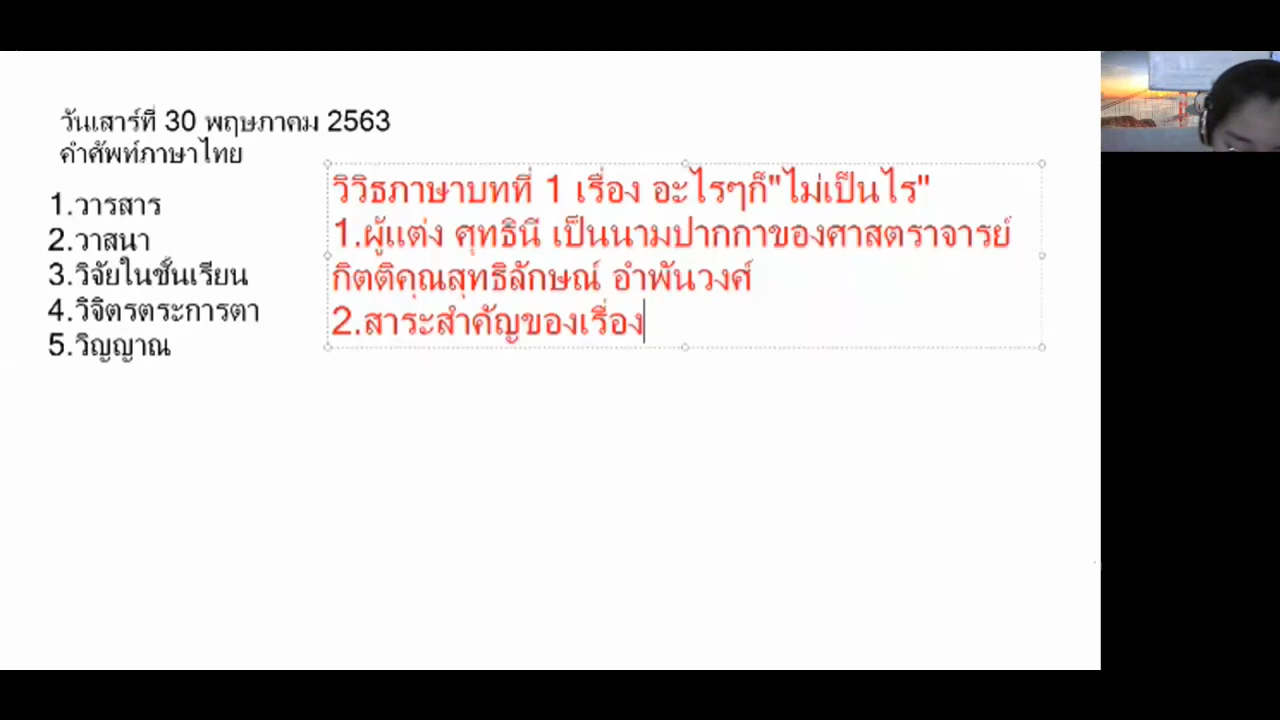 วันเสาร์ที่ 30 พฤษภาคม 2563
คำศัพท์ภาษาไทย
1.วารสาร
2.วาสนา
3.วิจัยในชั้นเรียน
4.วิจิตรตระการตา
5.วิญญาณ
วิวิธภาษาบทที่ 1 เรื่อง อะไรๆก็"ไม่เป็นไร"
1.ผู้แต่ง ศุทธินี เป็นนามปากกาของศาสตราจารย์
กิตติคุณสุทธิลักษณ์ อำพันวงศ์
2.สาระสำคัญของเรื่อง